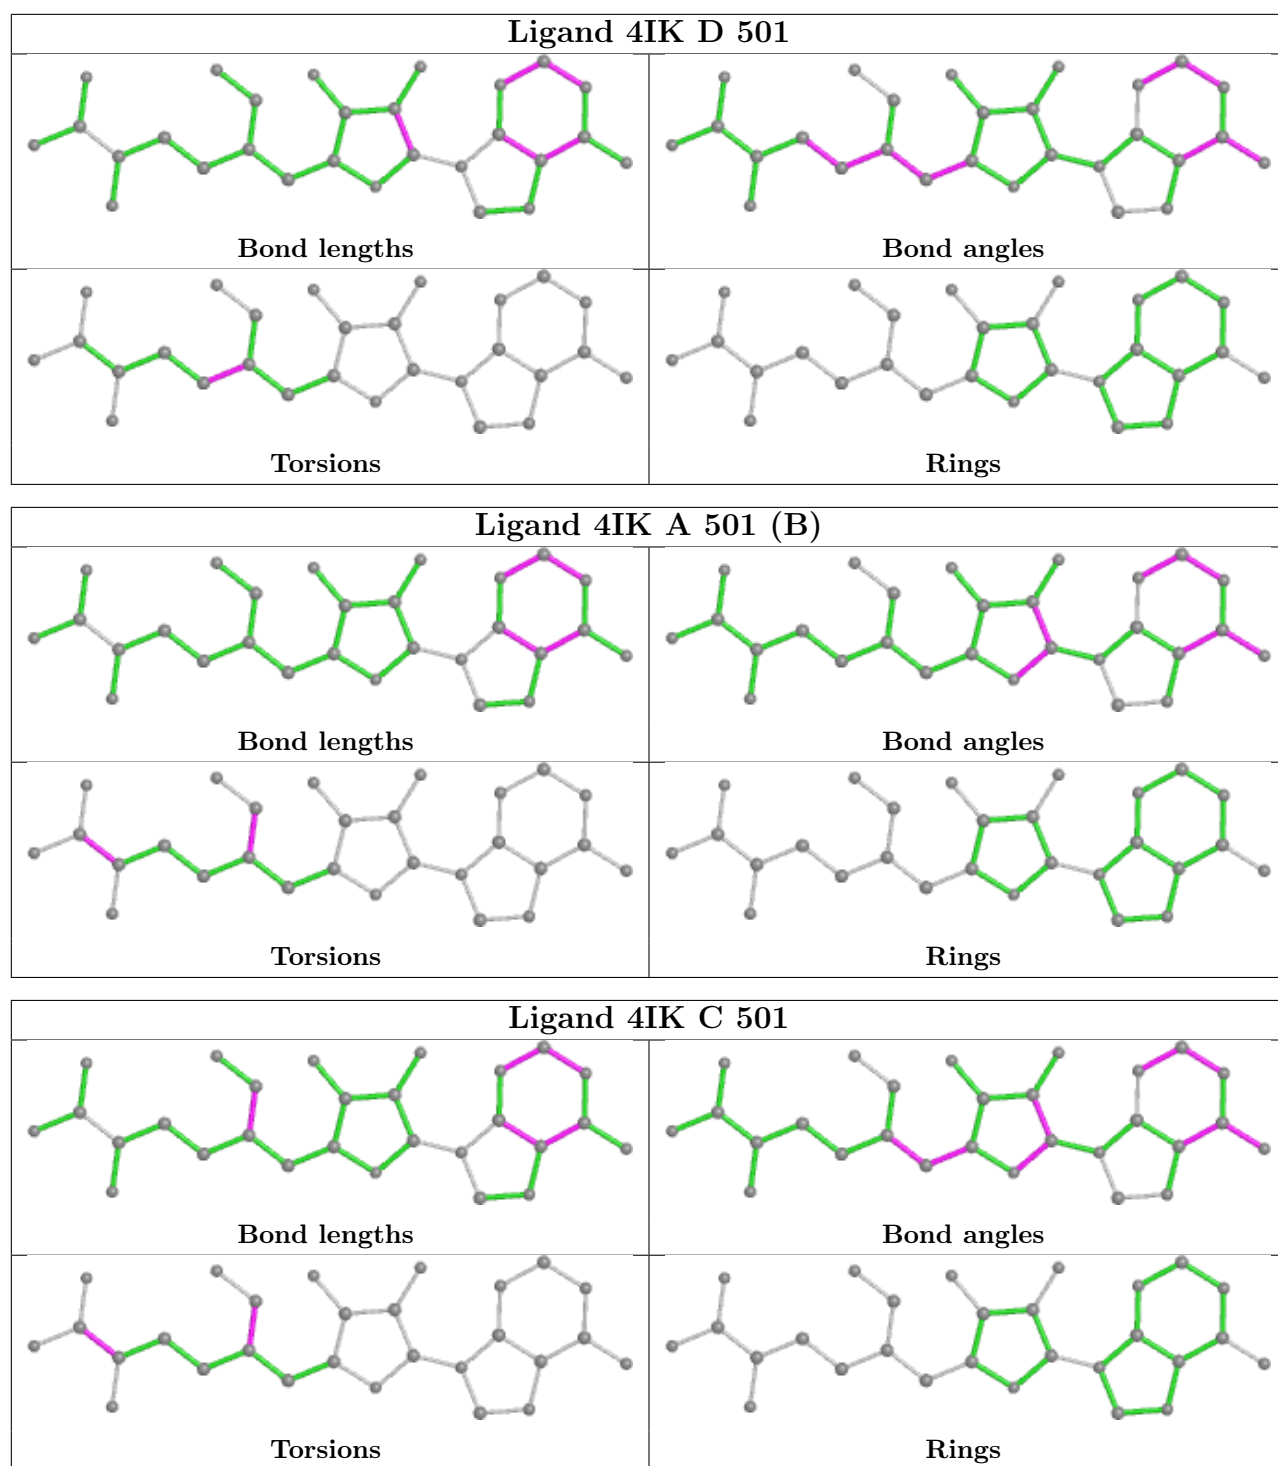 Ligand 4IK D 501
Bond lengths
Bond angles
Torsions
Rings
Ligand 4IK A 501 (B)
Bond lengths
Bond angles
Torsions
Rings
Ligand 4IK C 501
Bond lengths
Bond angles
Torsions
Rings